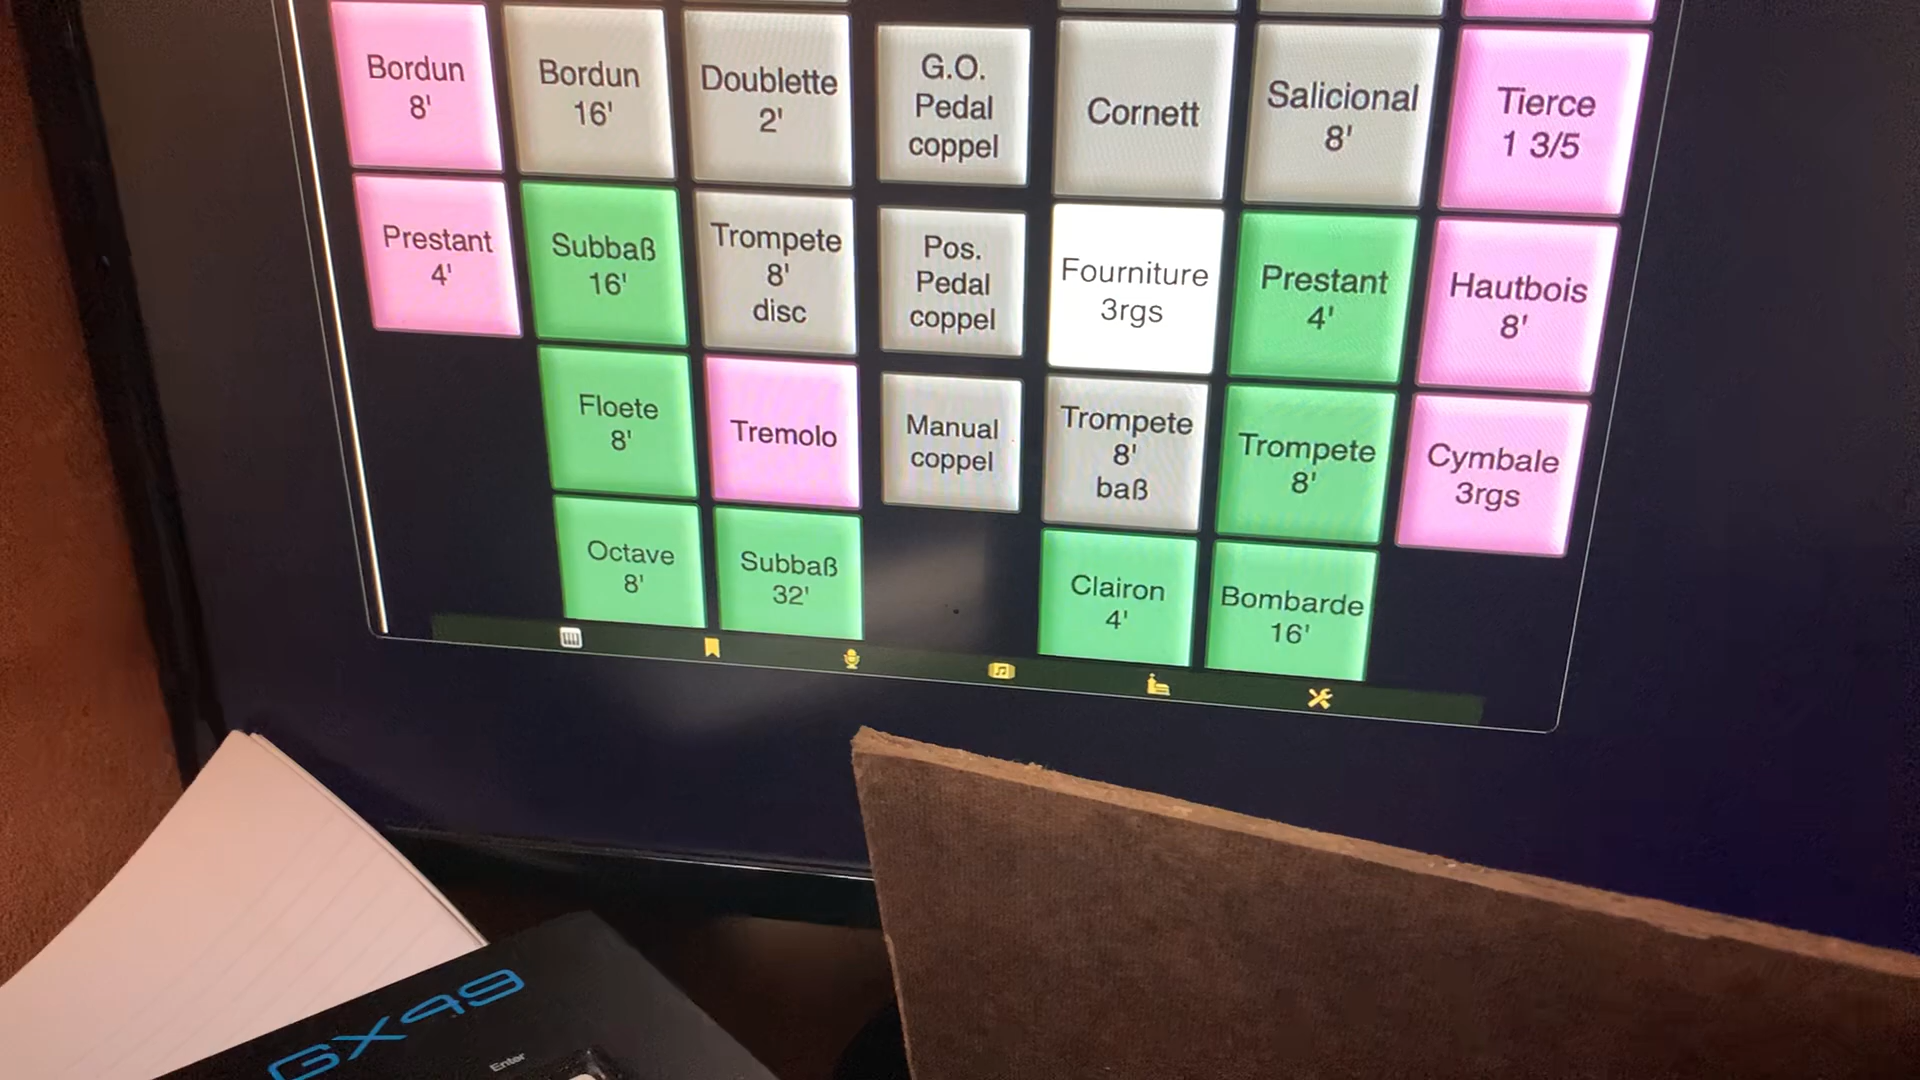 Bordun
8'
Bordun
16'
Doublette
2'
G.O.
Pedal
coppel
Cornett
Salicional
8'
Tierce
1 3/5
Prestant
4'
Subbaß
16'
Trompete
8'
disc
Pos.
Pedal
coppel
Fourniture
3rgs
Prestant
4'
Hautbois
8'
Floete
8'
Tremolo
Manual
coppel
Trompete
8'
baß
Trompete
8'
Cymbale
3rgs
Octave
8'
Subbaß
32'
Clairon
4'
Bombarde
16'
GX49
Enter